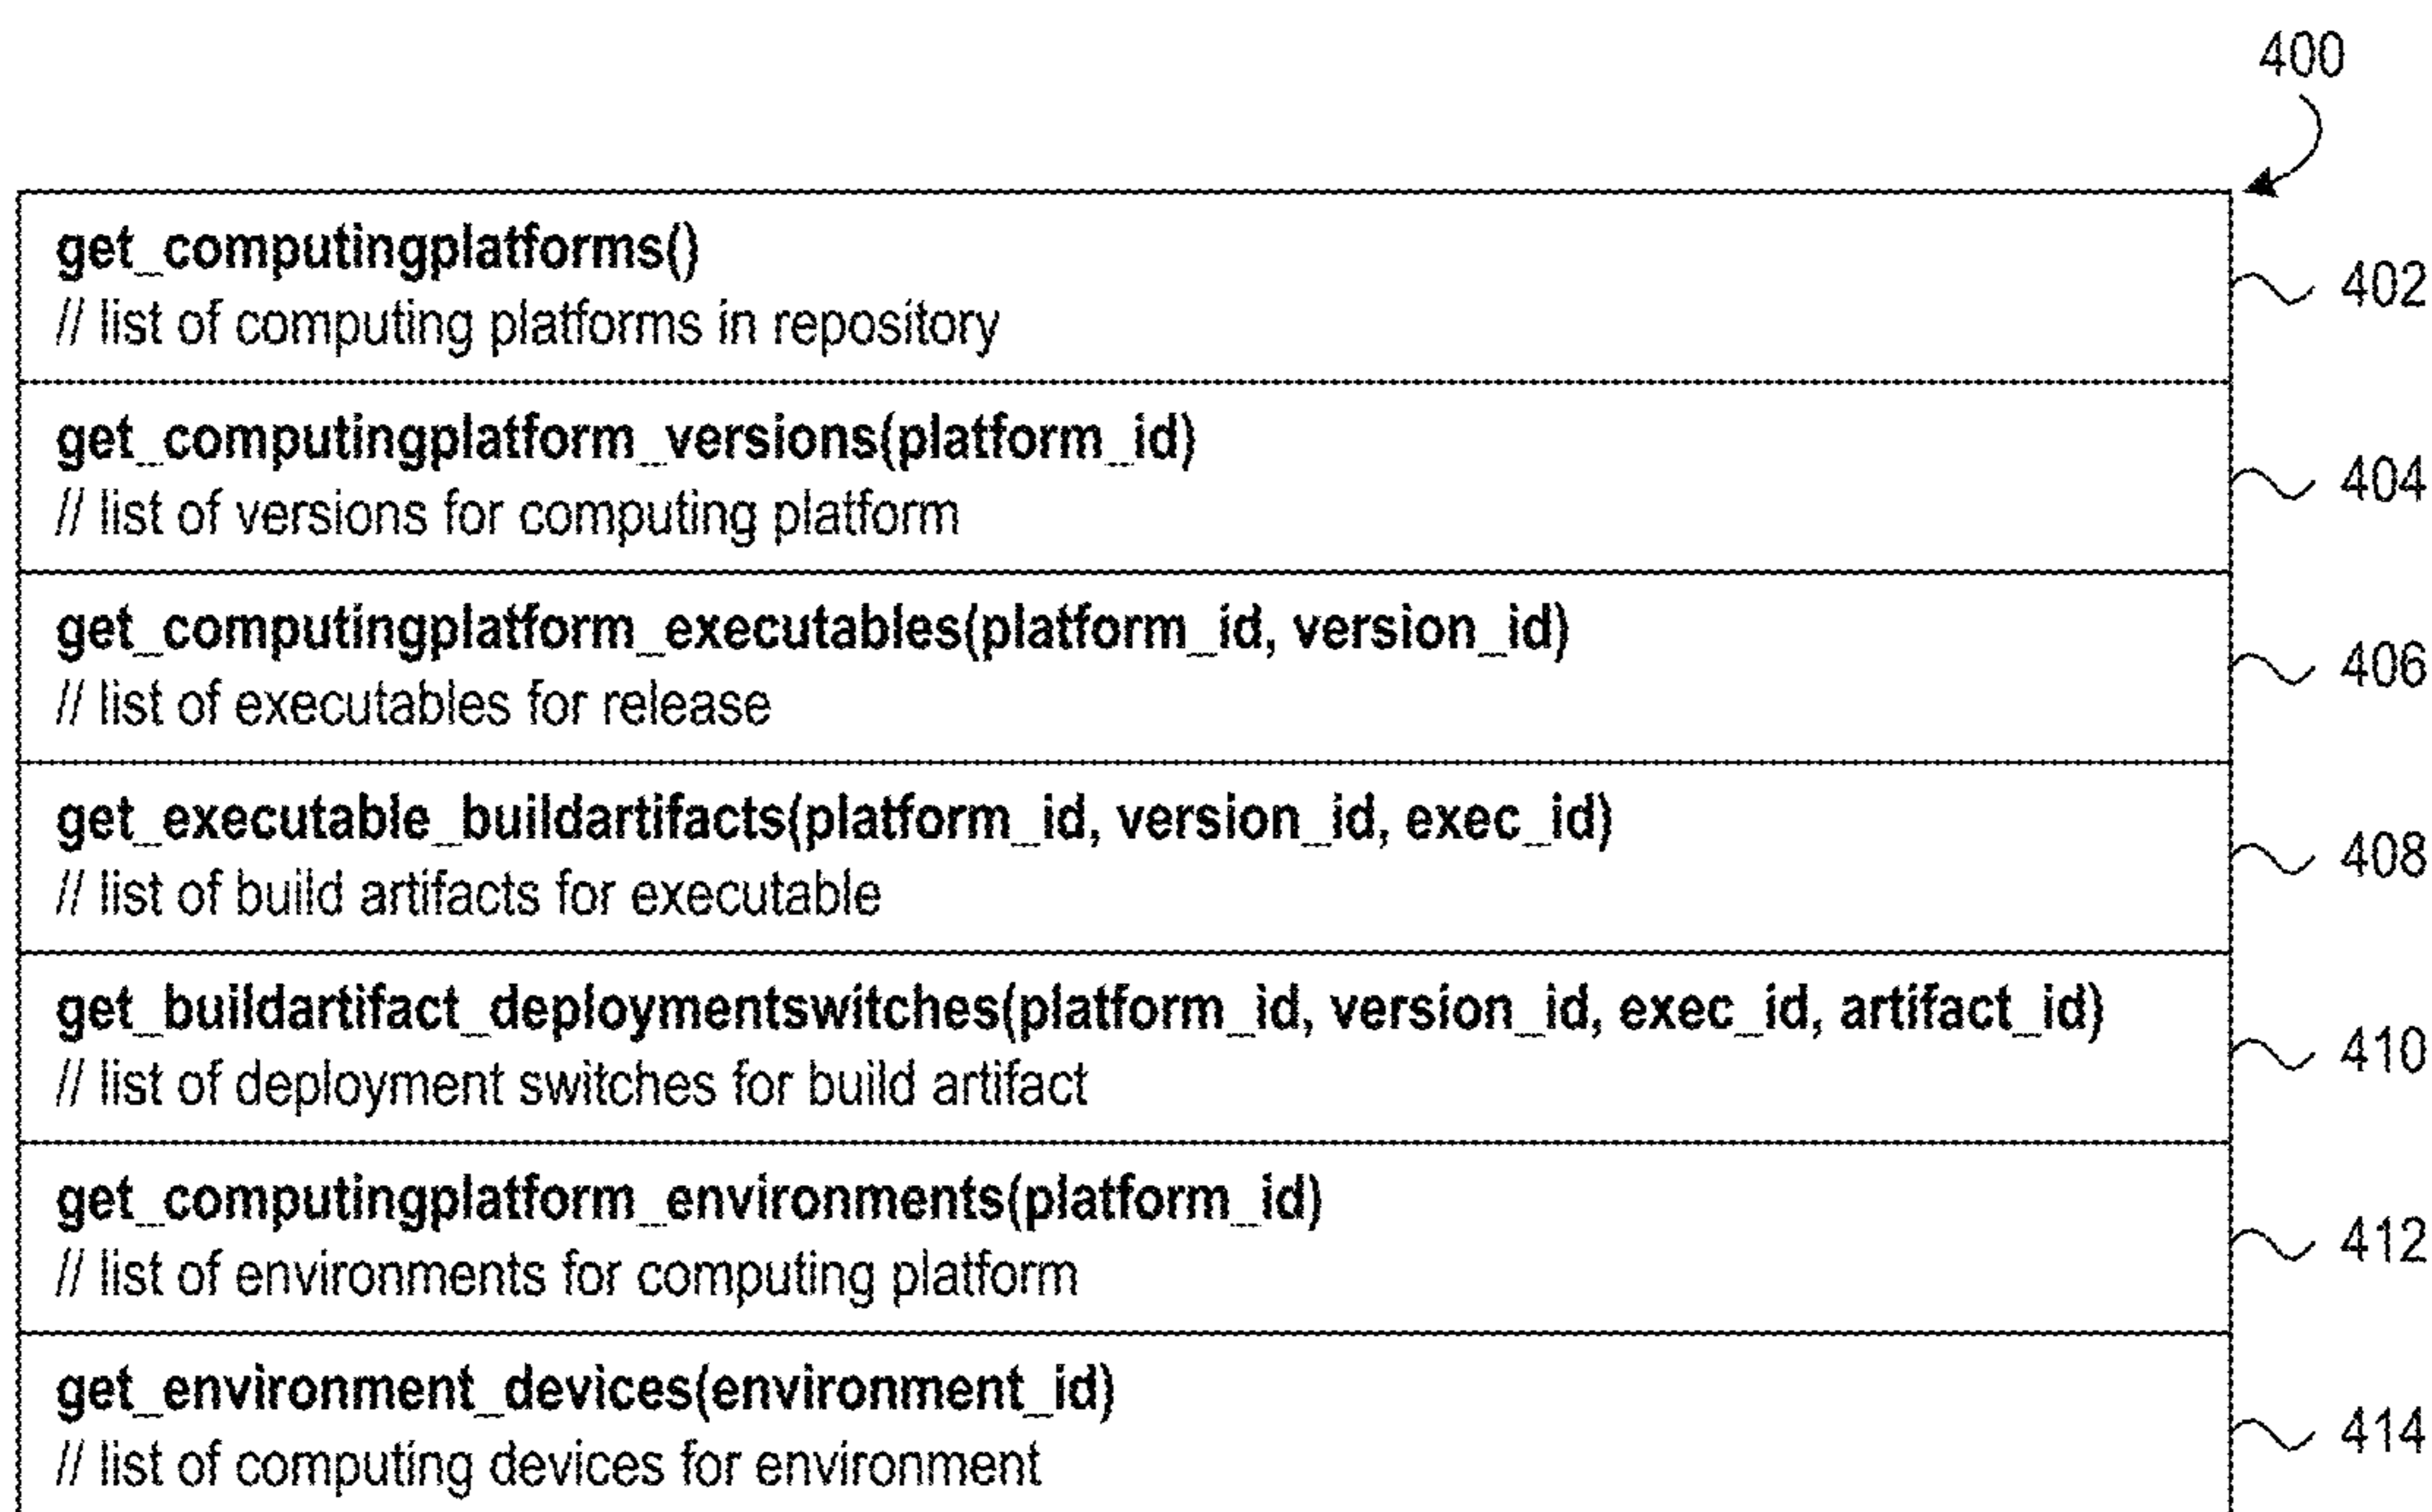 400
get_computingplatforms()
// list of computing platforms in repository
402
get_computingplatform_versions(platform_id)
// list of versions for computing platform
404
get_computingplatform_executables(platform_id, version_id)
// list of executables for release
406
get_executable_buildartifacts(platform_id, version_id, exec_id)
// list of build artifacts for executable
408
get_buildartifact_deploymentswitches(platform_id, version_id, exec_id, artifact_id)
// list of deployment switches for build artifact
410
get_computingplatform_environments(platform_id)
// list of environments for computing platform
412
get_environment_devices(environment_id)
// list of computing devices for environment
414